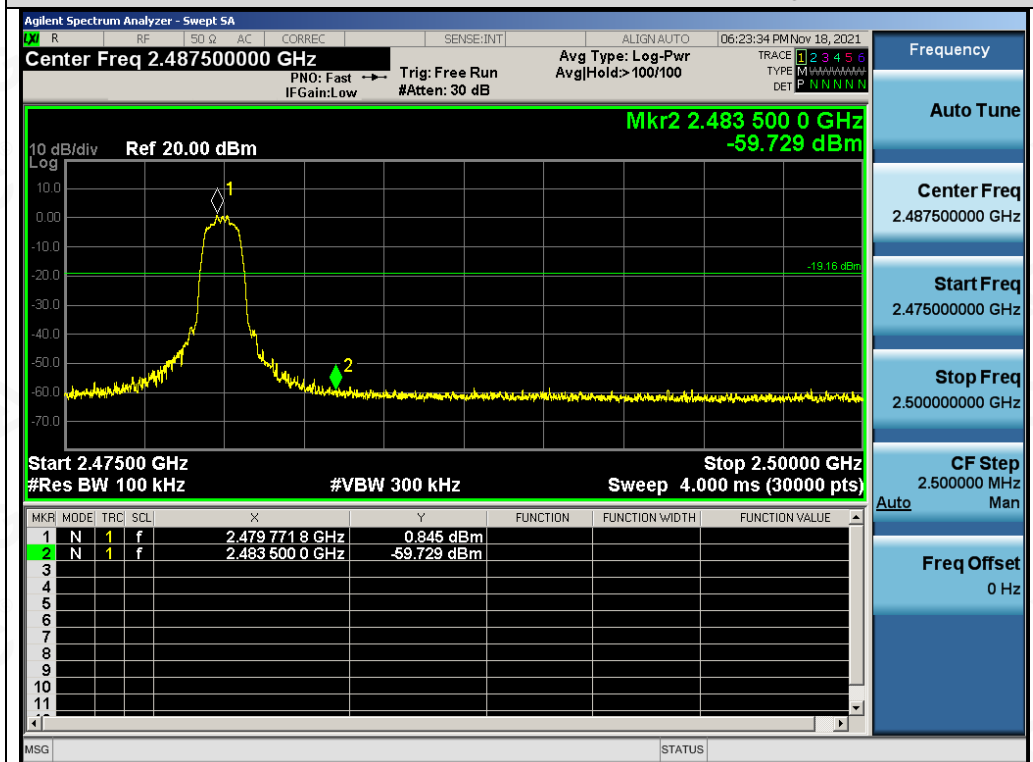 Agilent Spectrum Analyzer - Swept SA
LXI R RF 50 Ω AC CORREC SENSE:INT ALIGN AUTO 06:23:34 PM Nov 18, 2021
Center Freq 2.487500000 GHz
PNO: Fast
IFGain:Low
Trig: Free Run
#Atten: 30 dB
Avg Type: Log-Pwr
Avg|Hold:>100/100
TRACE 1 2 3 4 5 6
TYPE M
DET P N N N N N
Mkr2 2.483 500 0 GHz
-59.729 dBm
10 dB/div Ref 20.00 dBm
Log
10.0
0.00
-10.0
-20.0
-30.0
-40.0
-50.0
-60.0
-70.0
1
2
-19.16 dBm
Start 2.47500 GHz Stop 2.50000 GHz
#Res BW 100 kHz #VBW 300 kHz Sweep 4.000 ms (30000 pts)
MKR MODE TRC SCL X Y FUNCTION FUNCTION WIDTH FUNCTION VALUE
1 N 1 f 2.479 771 8 GHz 0.845 dBm
2 N 1 f 2.483 500 0 GHz -59.729 dBm
3
4
5
6
7
8
9
10
11
MSG STATUS
Frequency
Auto Tune
Center Freq
2.487500000 GHz
Start Freq
2.475000000 GHz
Stop Freq
2.500000000 GHz
CF Step
2.500000 MHz
Auto Man
Freq Offset
0 Hz